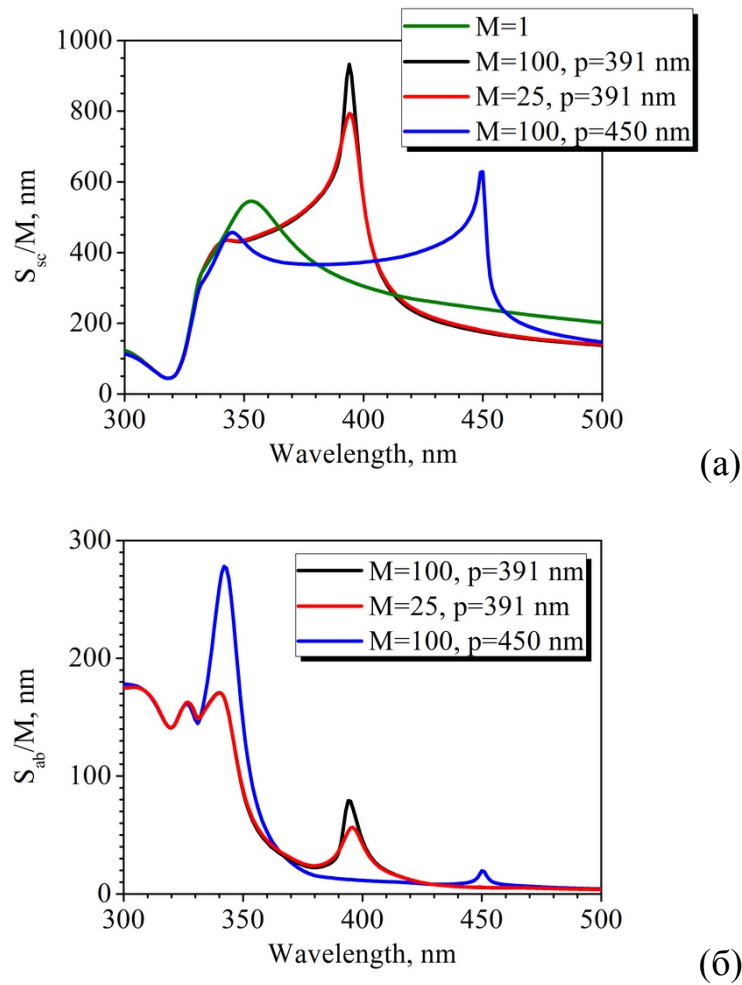 M=1
M=100, p=391 nm
M=25, p=391 nm
M=100, p=450 nm
1000
800
600
400
200
0
S_sc/M, nm
300 350 400 450 500
Wavelength, nm
(а)
M=100, p=391 nm
M=25, p=391 nm
M=100, p=450 nm
300
200
100
0
S_ab/M, nm
300 350 400 450 500
Wavelength, nm
(б)